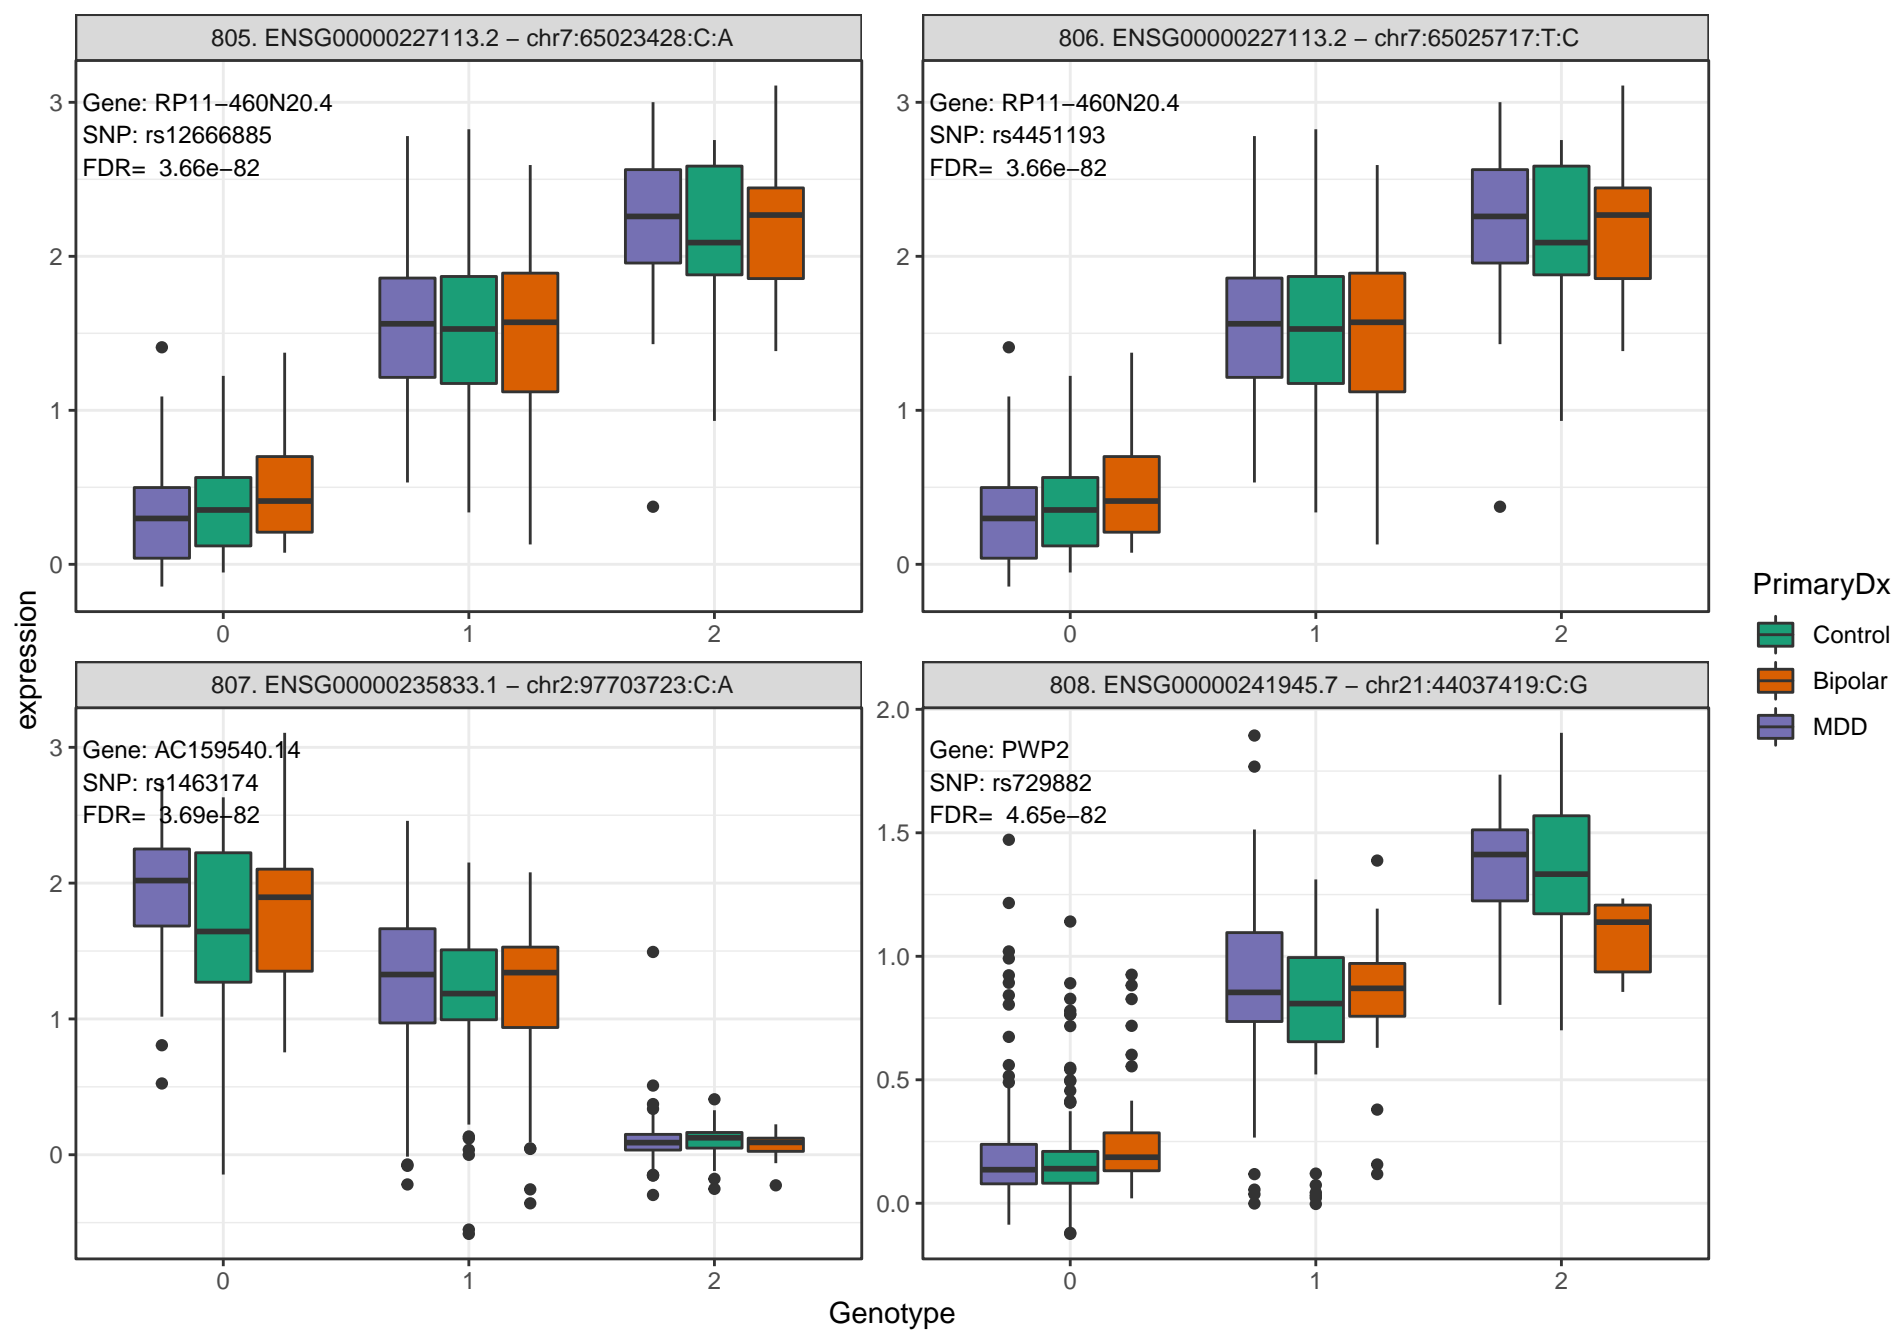 805. ENSG00000227113.2 − chr7:65023428:C:A
Gene: RP11−460N20.4
SNP: rs12666885
FDR= 3.66e−82
3
2
1
0
0 1 2
806. ENSG00000227113.2 − chr7:65025717:T:C
Gene: RP11−460N20.4
SNP: rs4451193
FDR= 3.66e−82
3
2
1
0
0 1 2
807. ENSG00000235833.1 − chr2:97703723:C:A
Gene: AC159540.14
SNP: rs1463174
FDR= 3.69e−82
3
2
1
0
0 1 2
808. ENSG00000241945.7 − chr21:44037419:C:G
Gene: PWP2
SNP: rs729882
FDR= 4.65e−82
2.0
1.5
1.0
0.5
0.0
0 1 2
expression
Genotype
PrimaryDx
Control
Bipolar
MDD